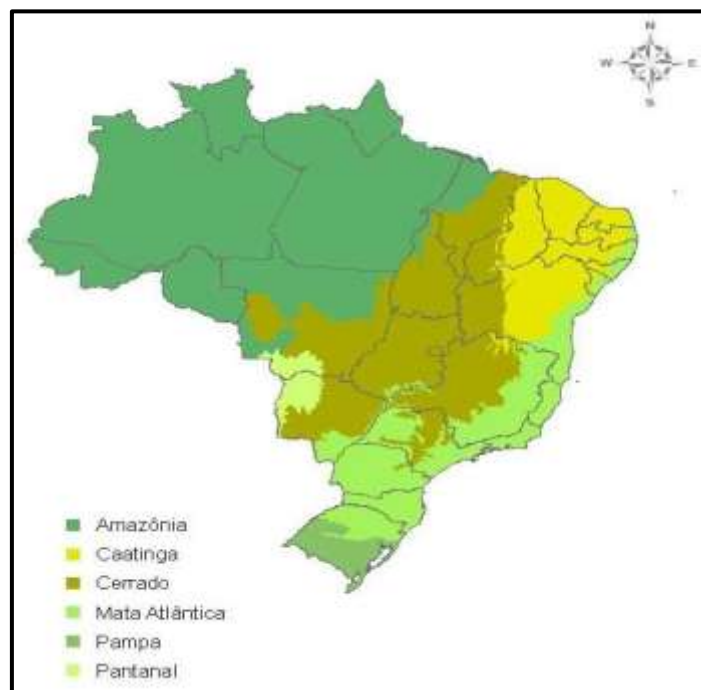 N
W E
S
Amazônia
Caatinga
Cerrado
Mata Atlântica
Pampa
Pantanal